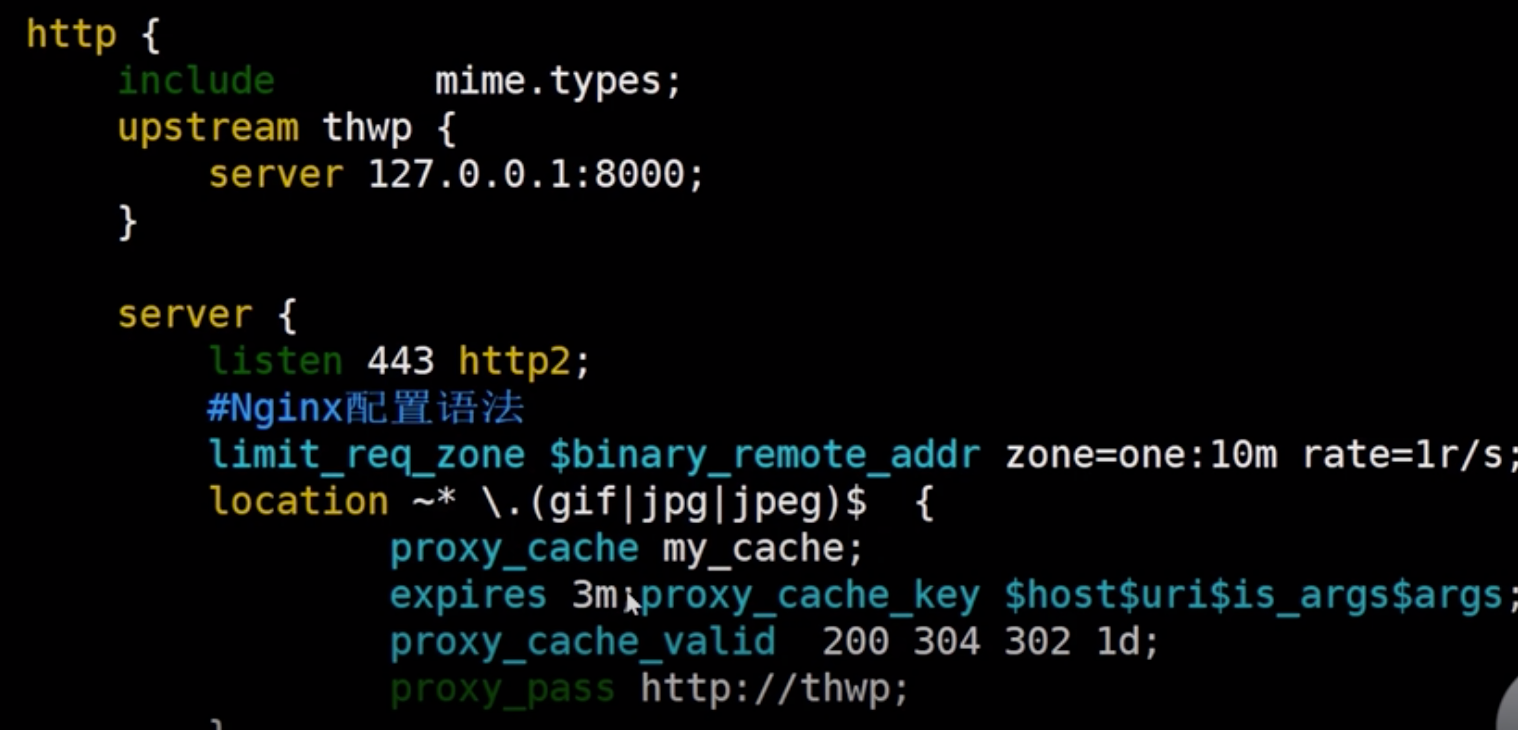 http {
    include       mime.types;
    upstream thwp {
        server 127.0.0.1:8000;
    }

    server {
        listen 443 http2;
        #Nginx配置语法
        limit_req_zone $binary_remote_addr zone=one:10m rate=1r/s;
        location ~* \.(gif|jpg|jpeg)$  {
                proxy_cache my_cache;
                expires 3m;proxy_cache_key $host$uri$is_args$args;
                proxy_cache_valid  200 304 302 1d;
                proxy_pass http://thwp;
        }